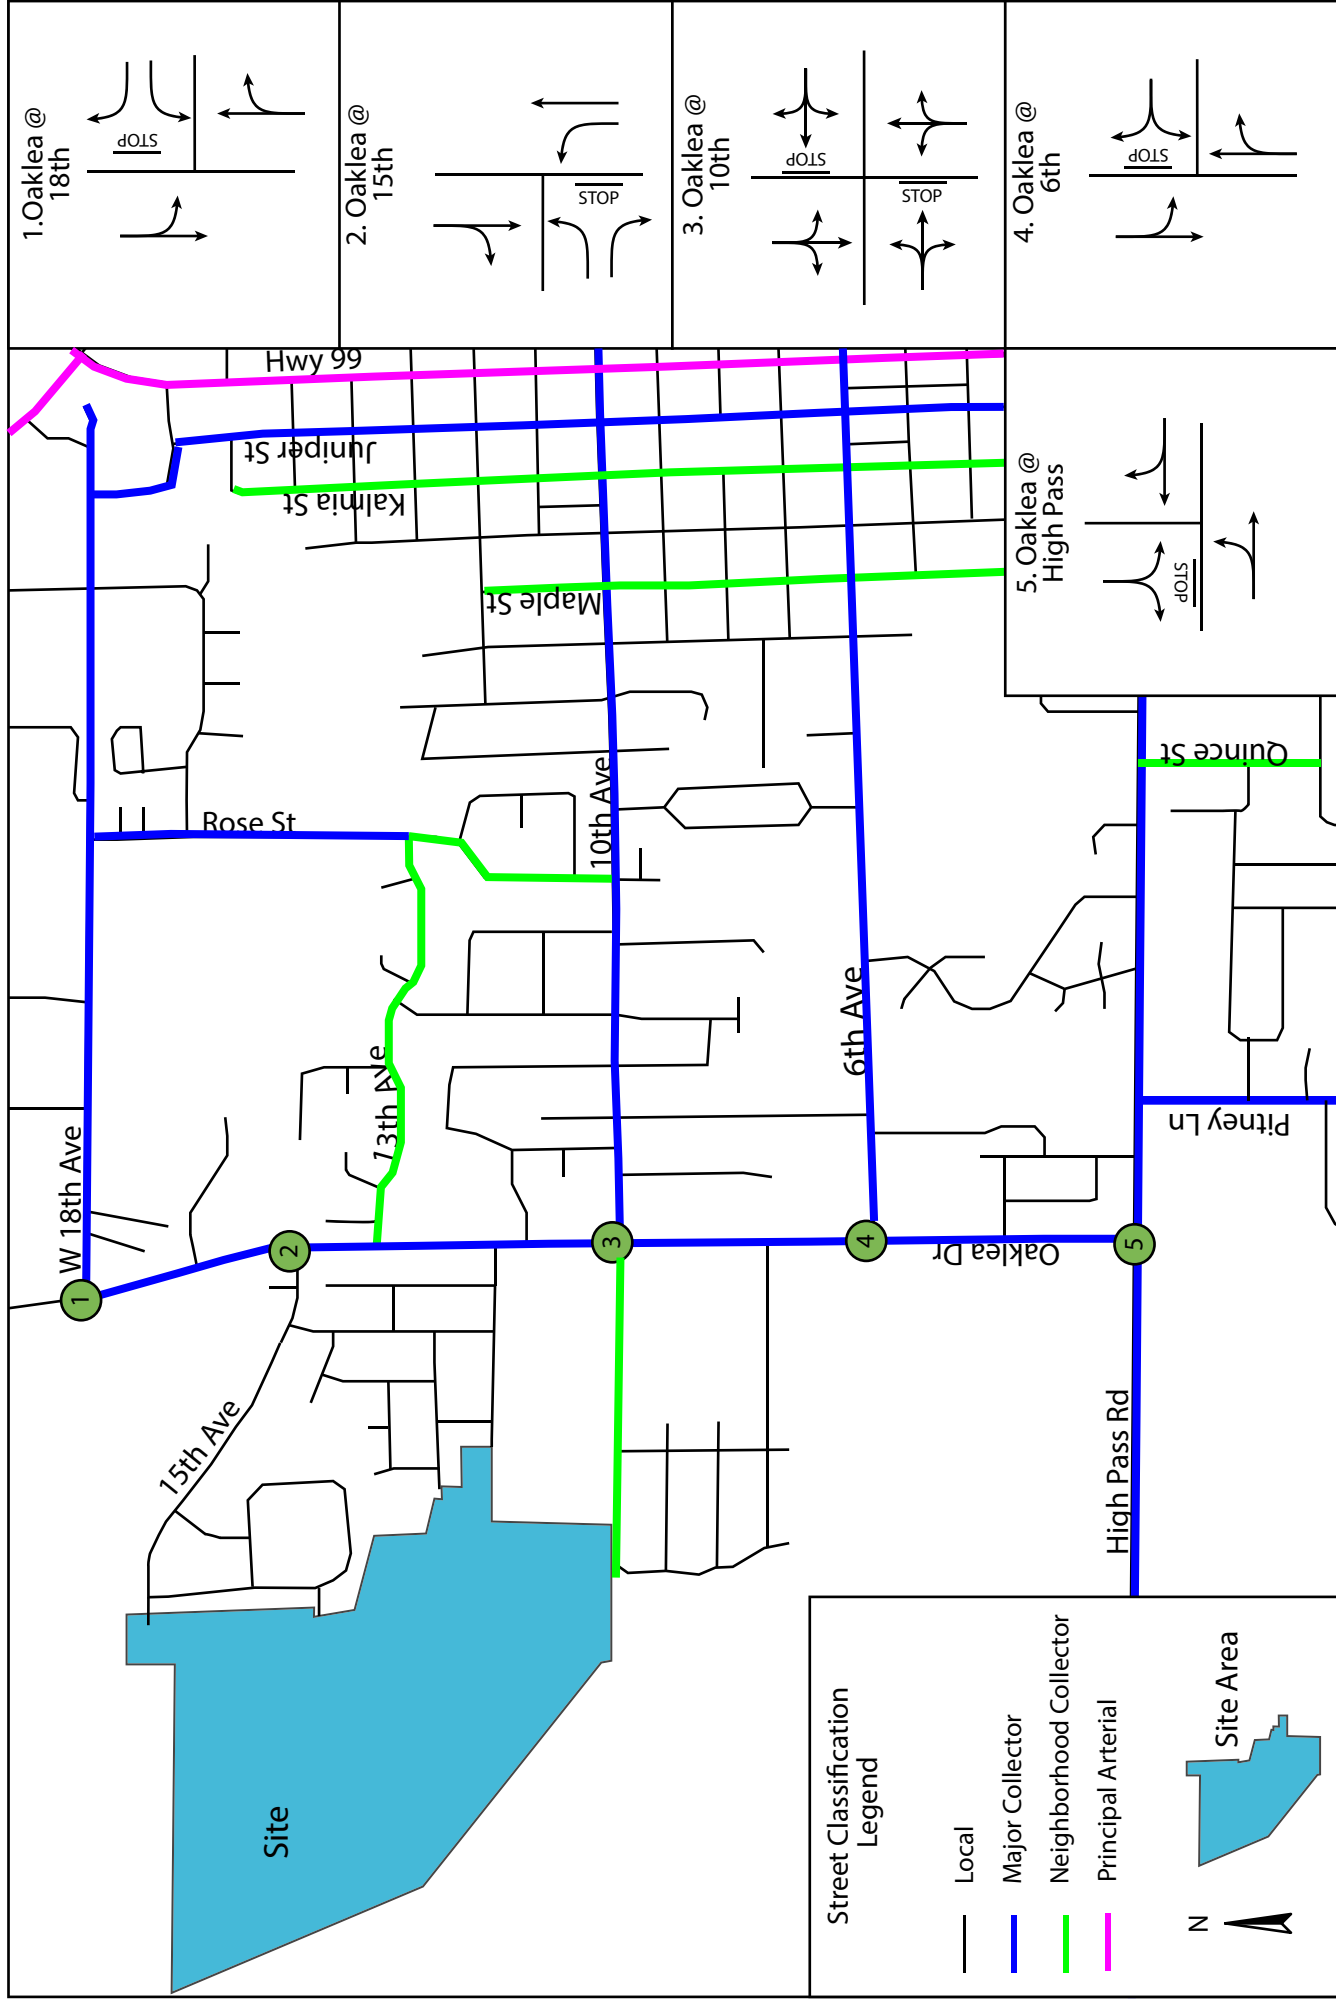 1.Oaklea @
18th
STOP
2. Oaklea @
15th
STOP
3. Oaklea @
10th
STOP
STOP
4. Oaklea @
6th
STOP
5. Oaklea @
High Pass
STOP
Hwy 99
Juniper St
Kalmia St
Maple St
Rose St
10th Ave
Quince St
6th Ave
13th Ave
Pitney Ln
W 18th Ave
Oaklea Dr
1
2
3
4
5
15th Ave
High Pass Rd
Site
Street Classification
Legend
Local
Major Collector
Neighborhood Collector
Principal Arterial
Site Area
N